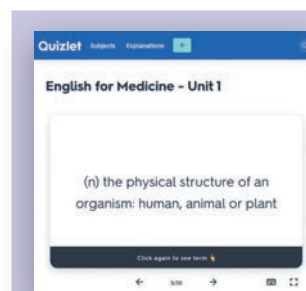 Quizlet Subjects Explanations +
English for Medicine - Unit 1
(n) the physical structure of an
organism: human, animal or plant
Click again to see term